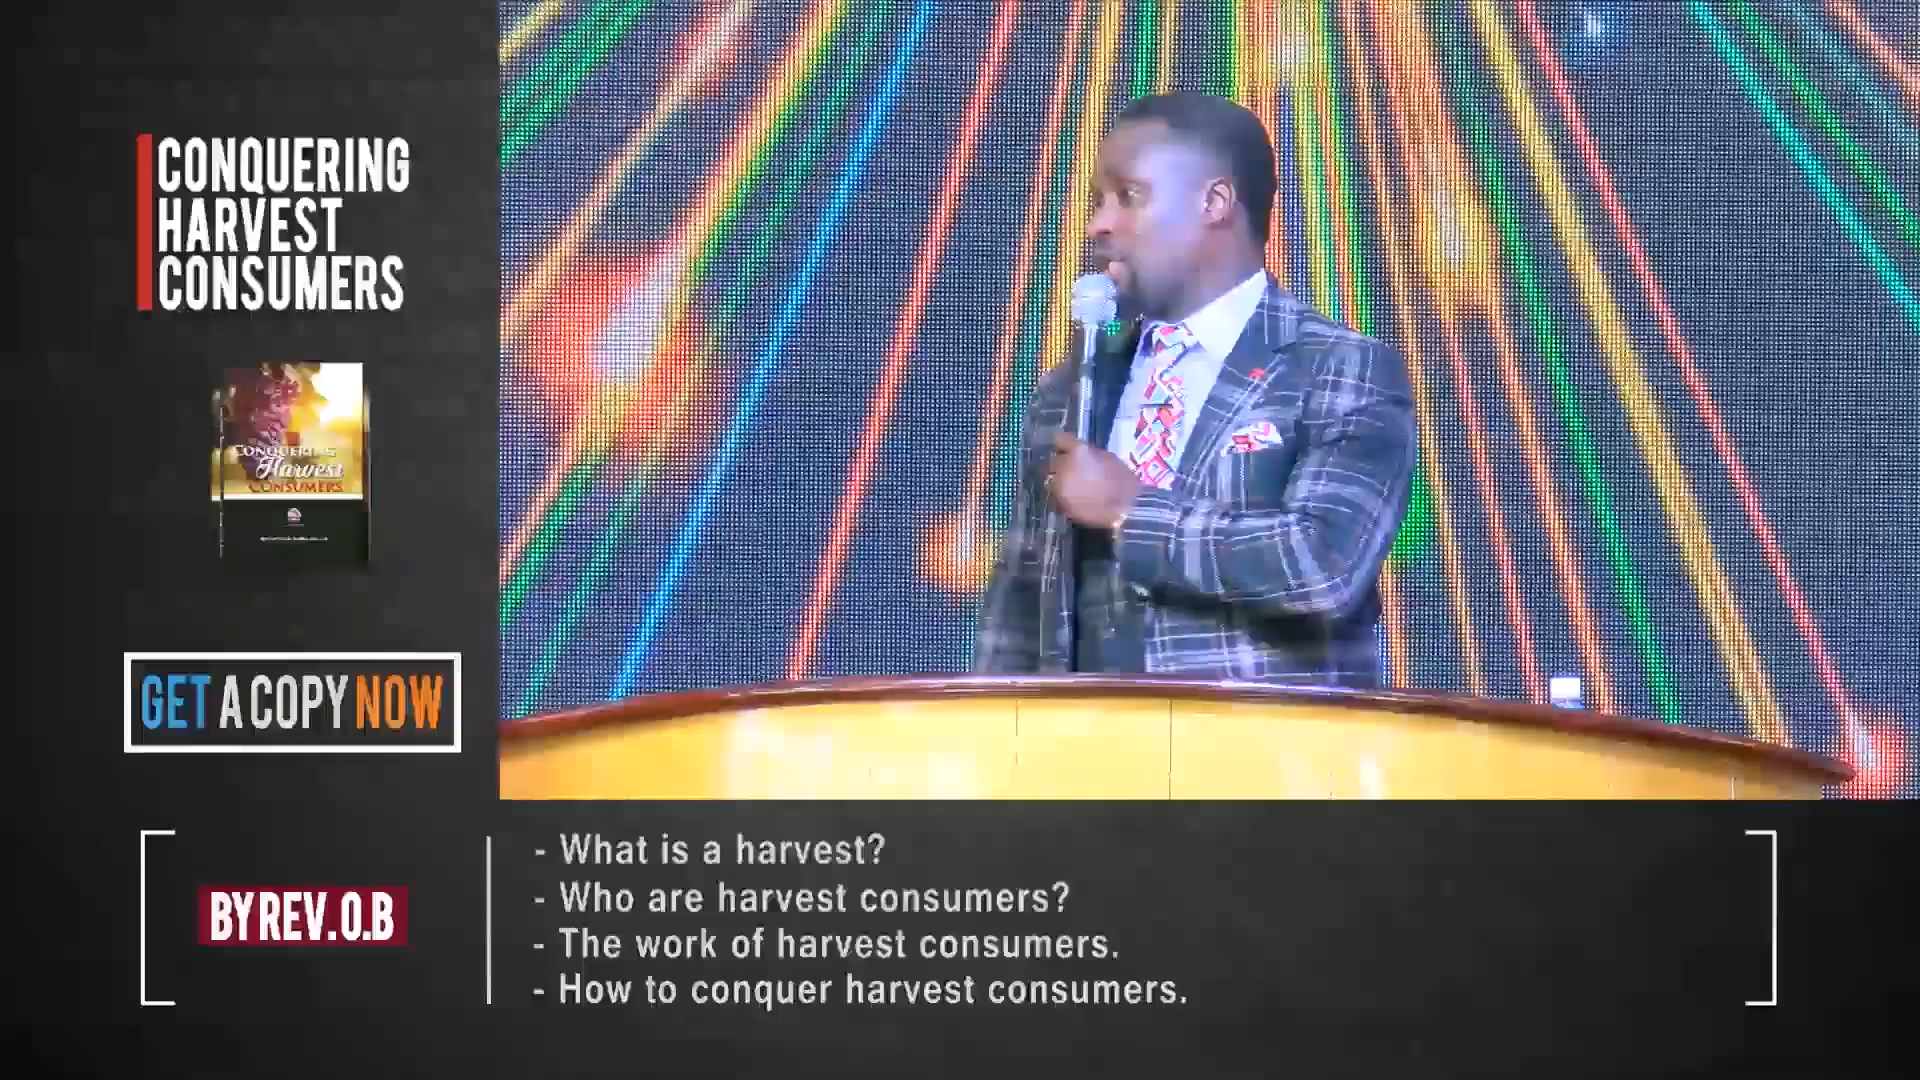 CONQUERING
HARVEST
CONSUMERS
CONQUERING
Harvest
CONSUMERS
GET A COPY NOW
BY REV. O.B
- What is a harvest?
- Who are harvest consumers?
- The work of harvest consumers.
- How to conquer harvest consumers.